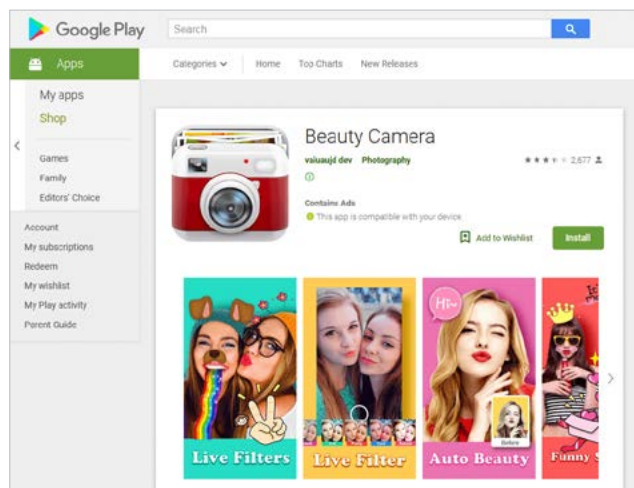 Google Play
Search
Apps
Categories
Home
Top Charts
New Releases
My apps
Shop
Games
Family
Editors' Choice
Account
My subscriptions
Redeem
My wishlist
My Play activity
Parent Guide
Beauty Camera
vaiuaujd dev Photography
2,677
Contains Ads
This app is compatible with your device.
Add to Wishlist
Install
Live Filters
Live Filter
Hi~
Before
Auto Beauty
Funny S